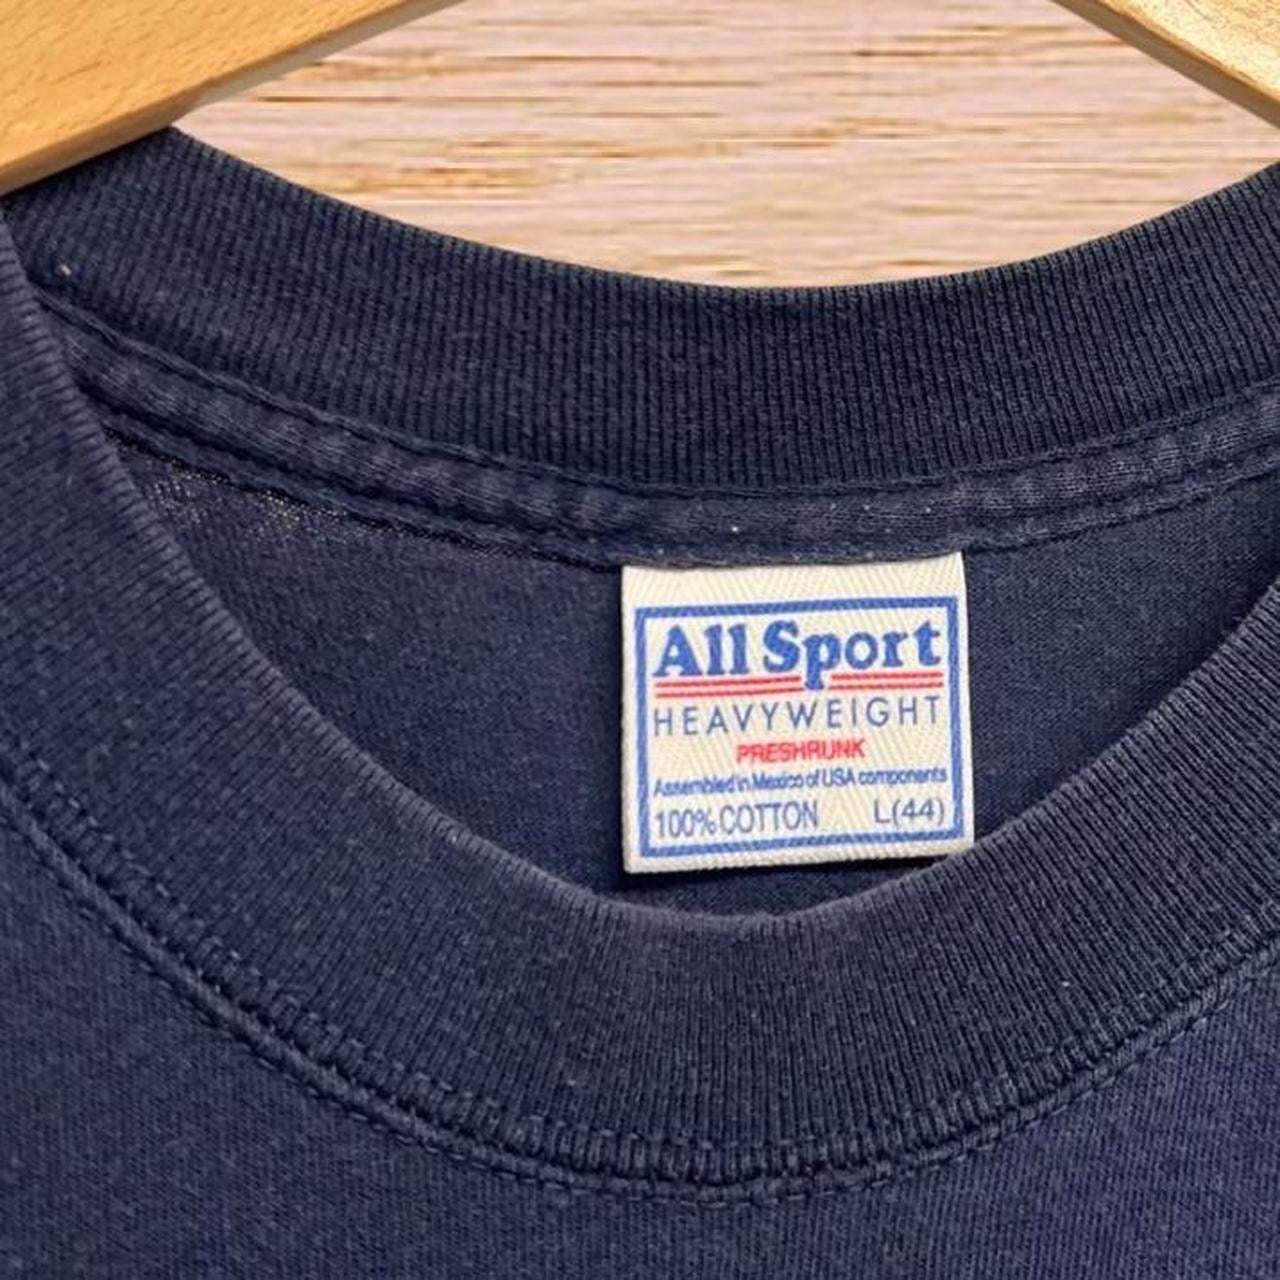 All Sport
HEAVYWEIGHT
PRESHRUNK
Assembled in Mexico of USA components
100% COTTON L(44)